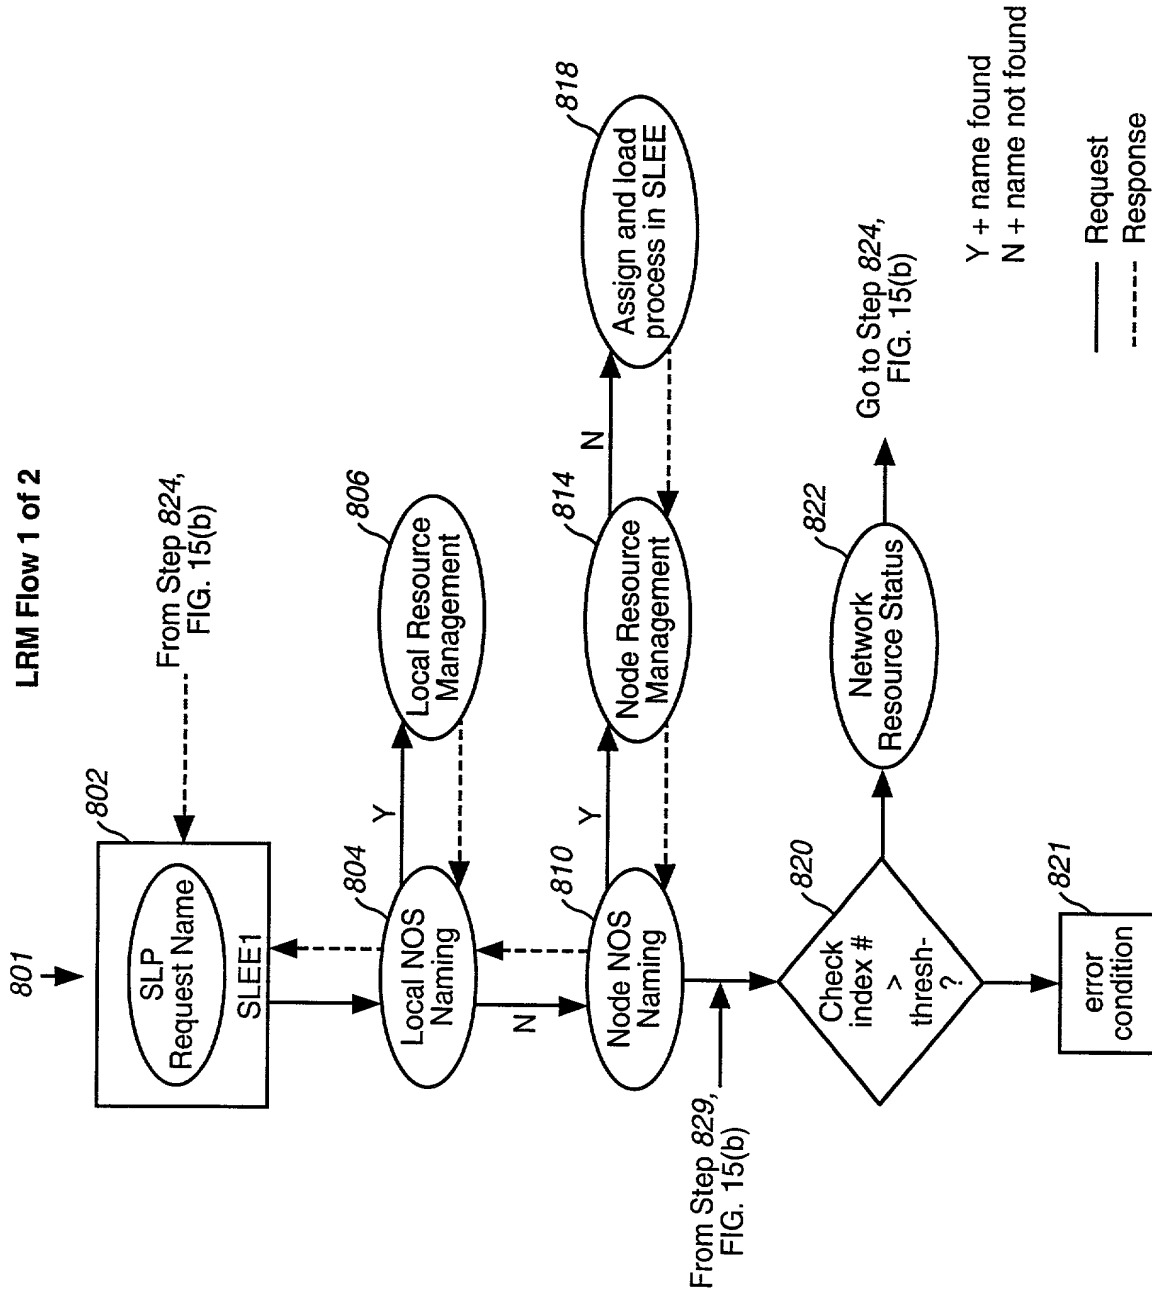 LRM Flow 1 of 2
801
802
SLP
Request Name
SLEE1
From Step 824,
FIG. 15(b)
804
Local NOS
Naming
Y
806
Local Resource
Management
N
810
Node NOS
Naming
Y
814
Node Resource
Management
N
818
Assign and load
process in SLEE
From Step 829,
FIG. 15(b)
820
Check
index #
>
thresh-
?
822
Network
Resource Status
Go to Step 824,
FIG. 15(b)
821
error
condition
Y + name found
N + name not found
Request
Response